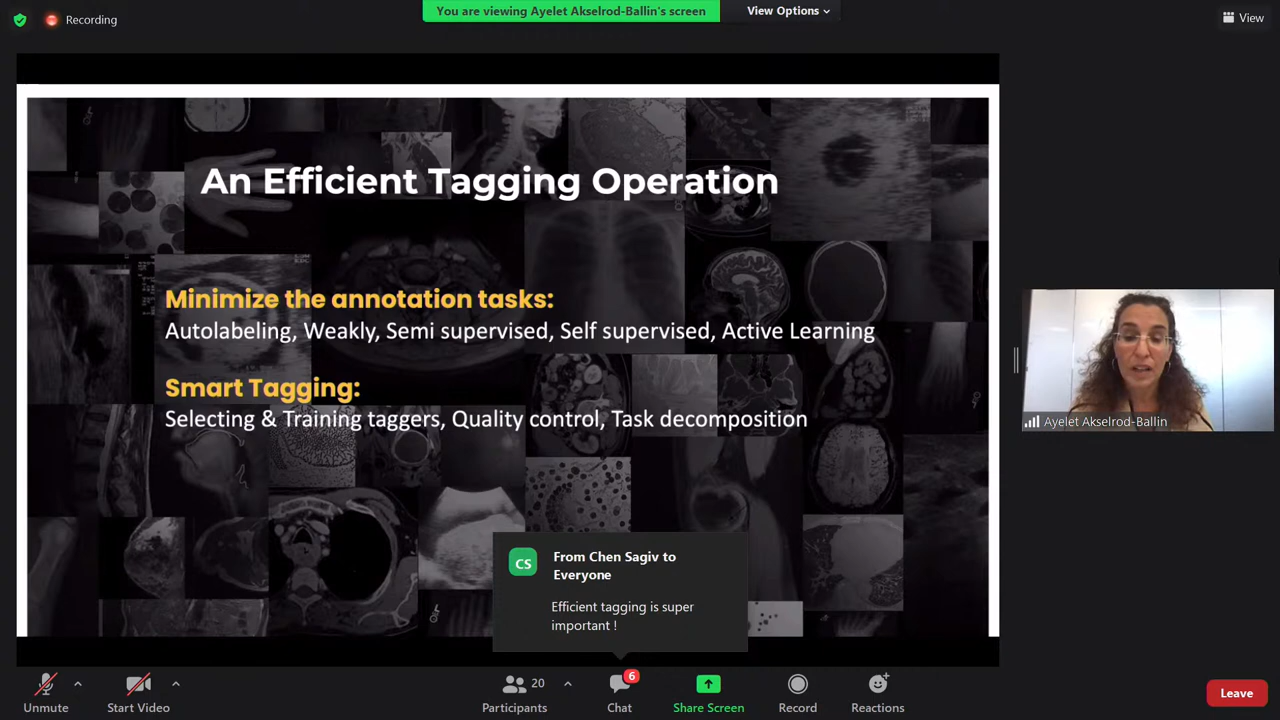 Recording
You are viewing Ayelet Akselrod-Ballin's screen
View Options
View
An Efficient Tagging Operation
Minimize the annotation tasks:
Autolabeling, Weakly, Semi supervised, Self supervised, Active Learning
Smart Tagging:
Selecting & Training taggers, Quality control, Task decomposition
Ayelet Akselrod-Ballin
CS
From Chen Sagiv to
Everyone
Efficient tagging is super
important !
Unmute
Start Video
20
Participants
6
Chat
Share Screen
Record
Reactions
Leave